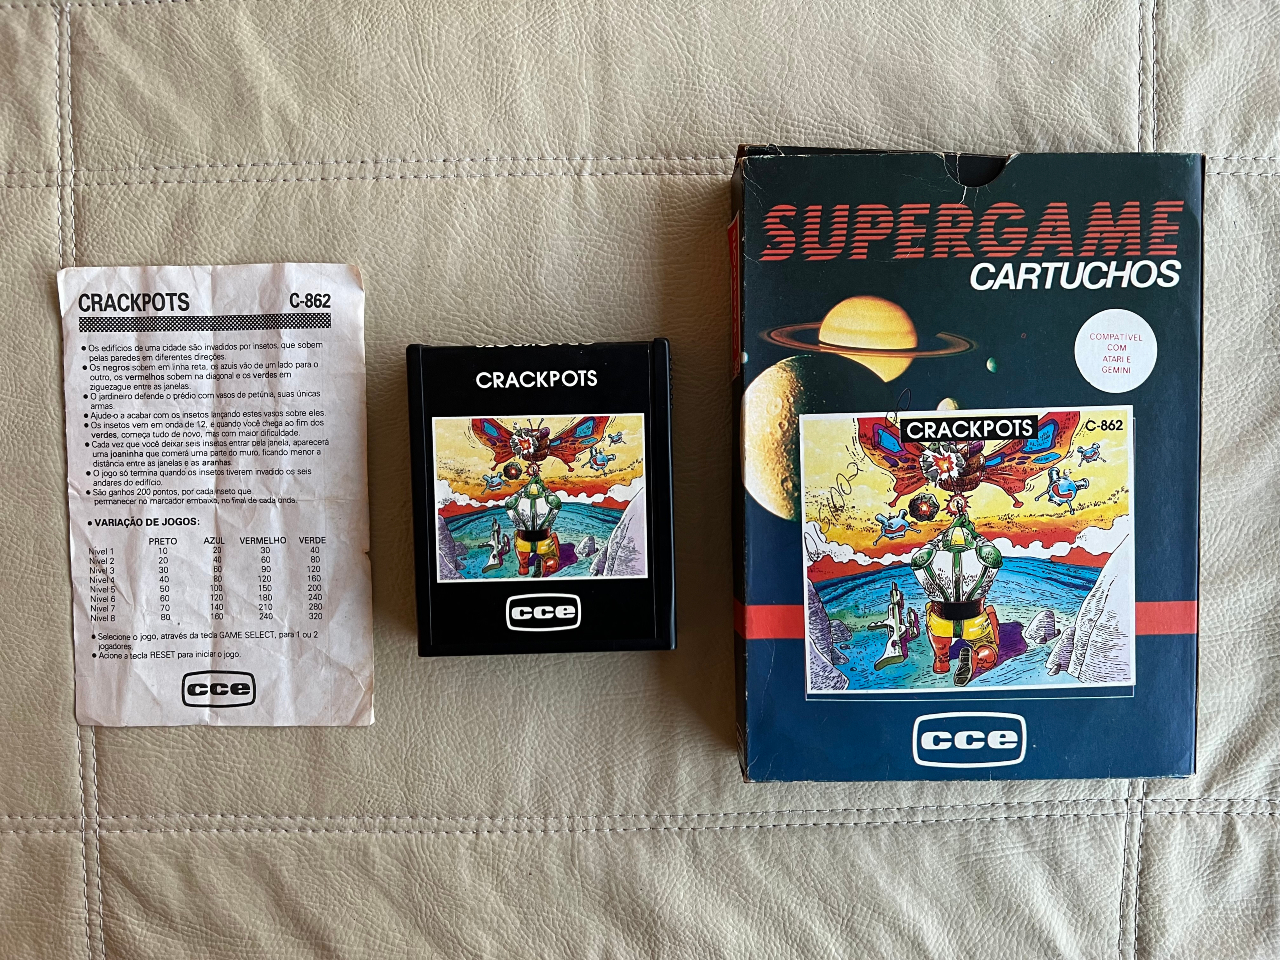 CRACKPOTS C-862
• Os edifícios de uma cidade são invadidos por insetos, que sobem
pelas paredes em diferentes direções.
• Os negros sobem em linha reta, os azuis vão de um lado para o
outro, os vermelhos sobem na diagonal e os verdes em
ziguezague entre as janelas.
• O jardineiro defende o prédio com vasos de petúnia, suas únicas
armas.
• Ajude-o a acabar com os insetos lançando estes vasos sobre eles.
• Os insetos vem em onda de 12, e quando você chega ao fim dos
verdes, começa tudo de novo, mas com maior dificuldade.
• Cada vez que você deixar seis insetos entrar pela janela, aparecerá
uma joaninha que comerá uma parte do muro, ficando menor a
distância entre as janelas e as aranhas.
• O jogo só termina quando os insetos tiverem invadido os seis
andares do edifício.
• São ganhos 200 pontos, por cada inseto que
permanecer no marcador embaixo, no final de cada onda.
• VARIAÇÃO DE JOGOS:
PRETO AZUL VERMELHO VERDE
Nível 1 10 20 30 40
Nível 2 20 40 60 80
Nível 3 30 60 90 120
Nível 4 40 80 120 160
Nível 5 50 100 150 200
Nível 6 60 120 180 240
Nível 7 70 140 210 280
Nível 8 80 160 240 320
• Selecione o jogo, através da tecla GAME SELECT, para 1 ou 2
jogadores.
• Acione a tecla RESET para iniciar o jogo.
cce
CRACKPOTS
cce
SUPERGAME
CARTUCHOS
COMPATÍVEL
COM
ATARI E
GEMINI
CRACKPOTS C-862
cce